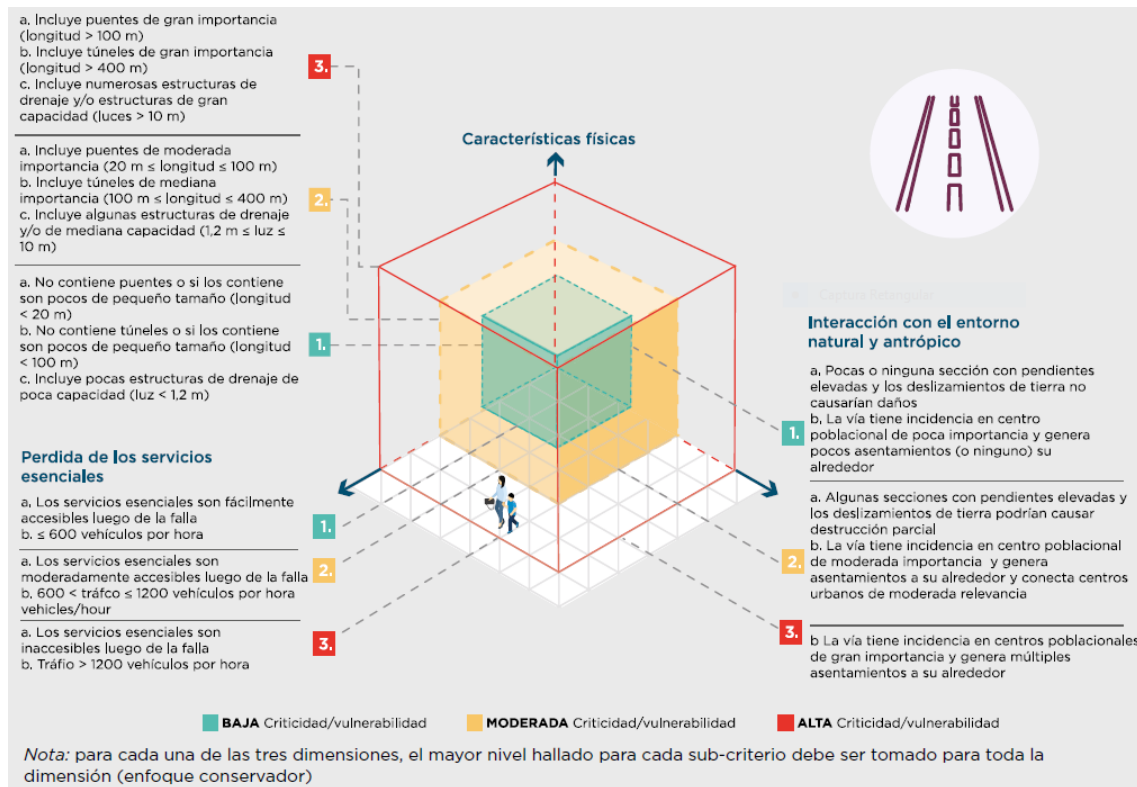 a. Incluye puentes de gran importancia
(longitud > 100 m)
b. Incluye túneles de gran importancia
(longitud > 400 m)
c. Incluye numerosas estructuras de
drenaje y/o estructuras de gran
capacidad (luces > 10 m)
3.
a. Incluye puentes de moderada
importancia (20 m ≤ longitud ≤ 100 m)
b. Incluye túneles de mediana
importancia (100 m ≤ longitud ≤ 400 m)
c. Incluye algunas estructuras de drenaje
y/o de mediana capacidad (1,2 m ≤ luz ≤
10 m)
2.
a. No contiene puentes o si los contiene
son pocos de pequeño tamaño (longitud
< 20 m)
b. No contiene túneles o si los contiene
son pocos de pequeño tamaño (longitud
< 100 m)
c. Incluye pocas estructuras de drenaje de
poca capacidad (luz < 1,2 m)
1.
Características físicas
Captura Retangular
Perdida de los servicios
esenciales
a, Los servicios esenciales son fácilmente
accesibles luego de la falla
b. ≤ 600 vehículos por hora
1.
a. Los servicios esenciales son
moderadamente accesibles luego de la falla
b, 600 < tráfco ≤ 1200 vehículos por hora
vehicles/hour
2.
a. Los servicios esenciales son
inaccesibles luego de la falla
b. Tráfio > 1200 vehículos por hora
3.
Interacción con el entorno
natural y antrópico
a, Pocas o ninguna sección con pendientes
elevadas y los deslizamientos de tierra no
causarían daños
b, La vía tiene incidencia en centro
poblacional de poca importancia y genera
pocos asentamientos (o ninguno) su
alrededor
1.
a. Algunas secciones con pendientes elevadas y
los deslizamientos de tierra podrían causar
destrucción parcial
b. La vía tiene incidencia en centro poblacional
de moderada importancia y genera
asentamientos a su alrededor y conecta centros
urbanos de moderada relevancia
2.
b La vía tiene incidencia en centros poblacionales
de gran importancia y genera múltiples
asentamientos a su alrededor
3.
BAJA Criticidad/vulnerabilidad
MODERADA Criticidad/vulnerabilidad
ALTA Criticidad/vulnerabilidad
Nota: para cada una de las tres dimensiones, el mayor nivel hallado para cada sub-criterio debe ser tomado para toda la
dimensión (enfoque conservador)